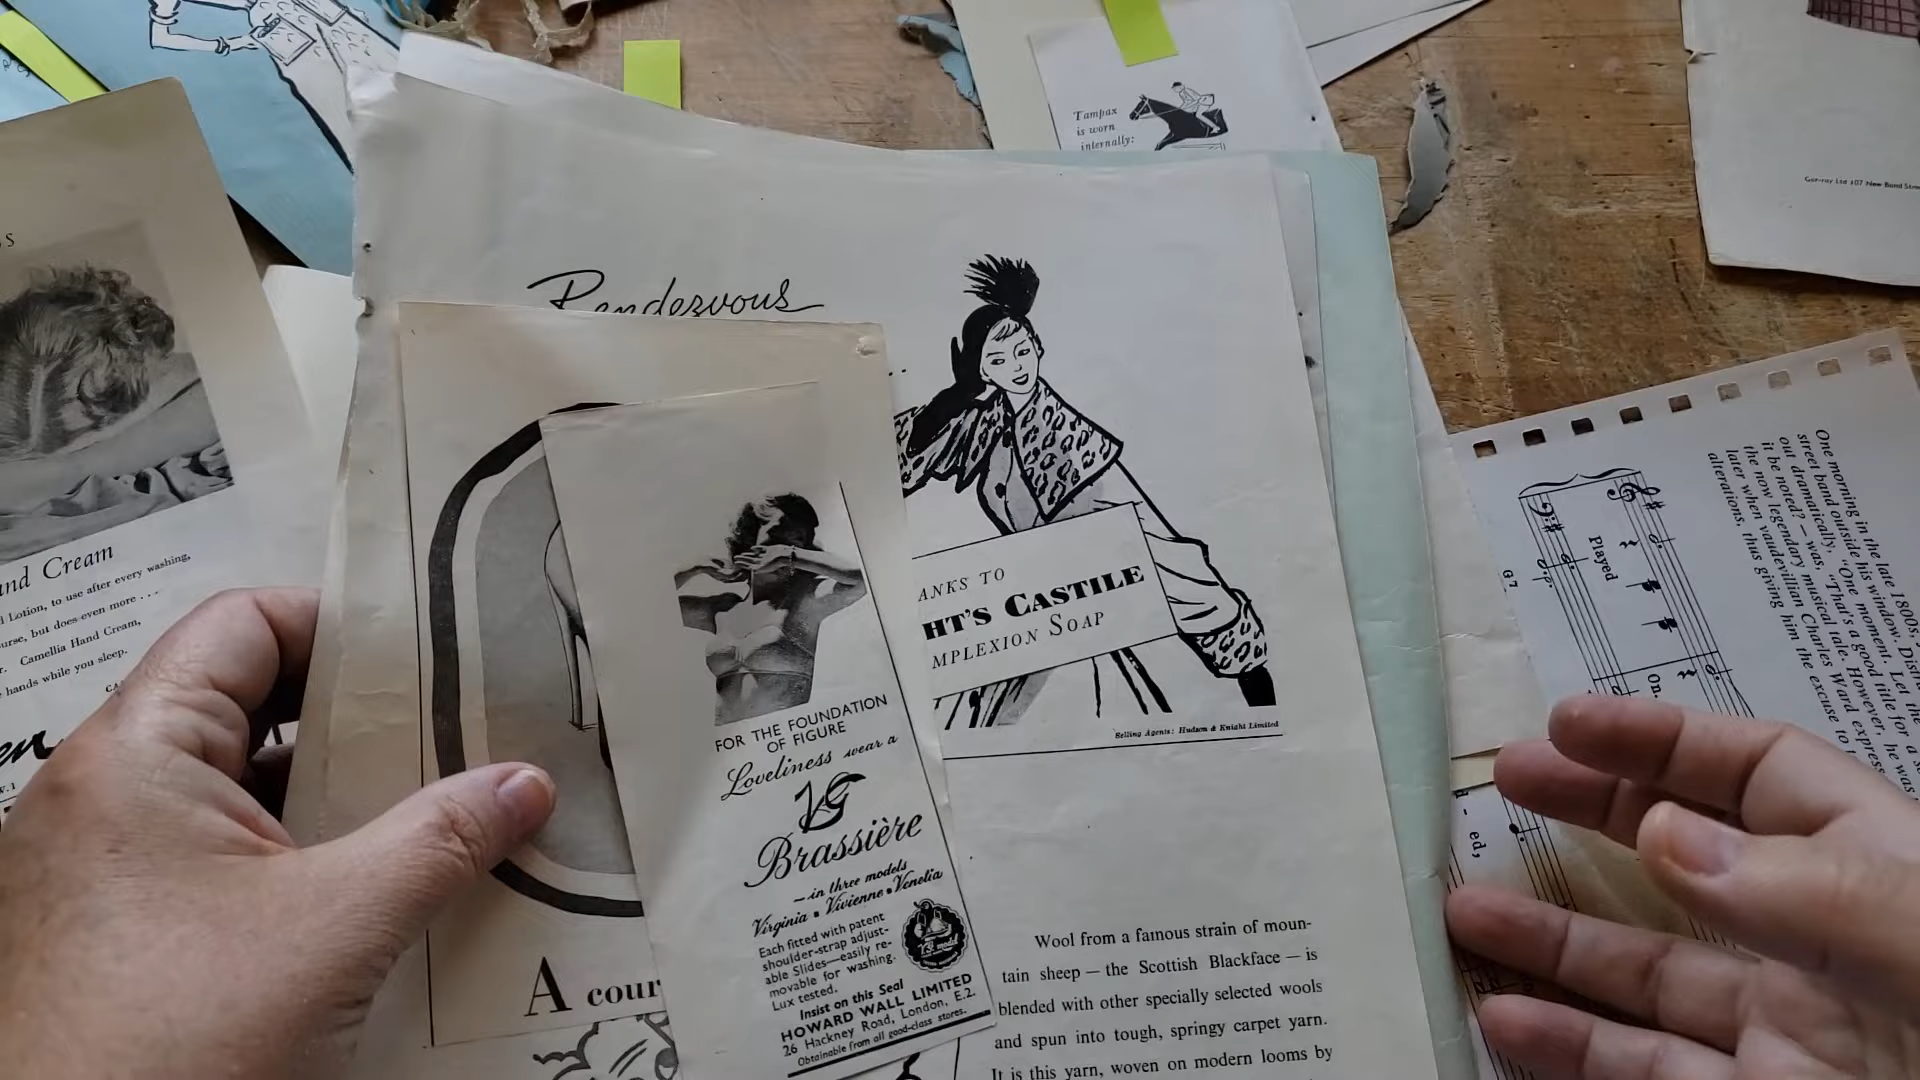 Tampax
is worn
internally:
Gor-ray Ltd 107 New Bond
Rendezvous
ANKS TO
HT'S CASTILE
MPLEXION SOAP
Selling Agents: Hudson & Knight Limited
and Cream
Lotion, to use after every washing,
urse, but does even more ...
Camellia Hand Cream,
hands while you sleep.
W.1
FOR THE FOUNDATION
OF FIGURE
Loveliness wear a
Brassière
—in three models
Virginia • Vivienne • Venelia
Each fitted with patent
shoulder-strap adjust-
able Slides—easily re-
movable for washing.
Lux tested.
Insist on this Seal
HOWARD WALL LIMITED
26 Hackney Road, London, E.2.
Obtainable from all good-class stores.
A cour
Wool from a famous strain of moun-
tain sheep — the Scottish Blackface — is
blended with other specially selected wools
and spun into tough, springy carpet yarn.
It is this yarn, woven on modern looms by
One morning in the late 1800s,
street band outside his window.
out dramatically, "One moment. Let
it be noted? — was, "That's a good title for a
the now legendary musical tale. However, he was
later when vaudevillian Charles Ward express
alterations, thus giving him the excuse to
Played
On.
G7
ed,